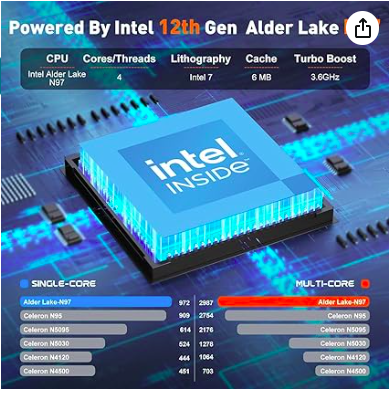 Powered By Intel 12th Gen Alder Lake
CPU Cores/Threads Lithography Cache Turbo Boost
Intel Alder Lake N97 4 Intel 7 6 MB 3.6GHz
intel
INSIDE
SINGLE-CORE MULTI-CORE
Alder Lake-N97 972 2987 Alder Lake-N97
Celeron N95 909 2754 Celeron N95
Celeron N5095 614 2176 Celeron N5095
Celeron N5030 524 1276 Celeron N5030
Celeron N4120 444 1064 Celeron N4120
Celeron N4500 451 703 Celeron N4500